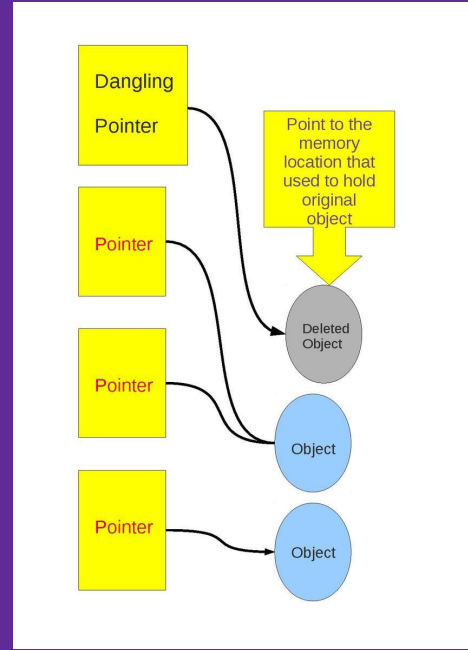 Dangling
Pointer
Point to the
memory
location that
used to hold
original
object
Pointer
Deleted
Object
Pointer
Object
Pointer
Object